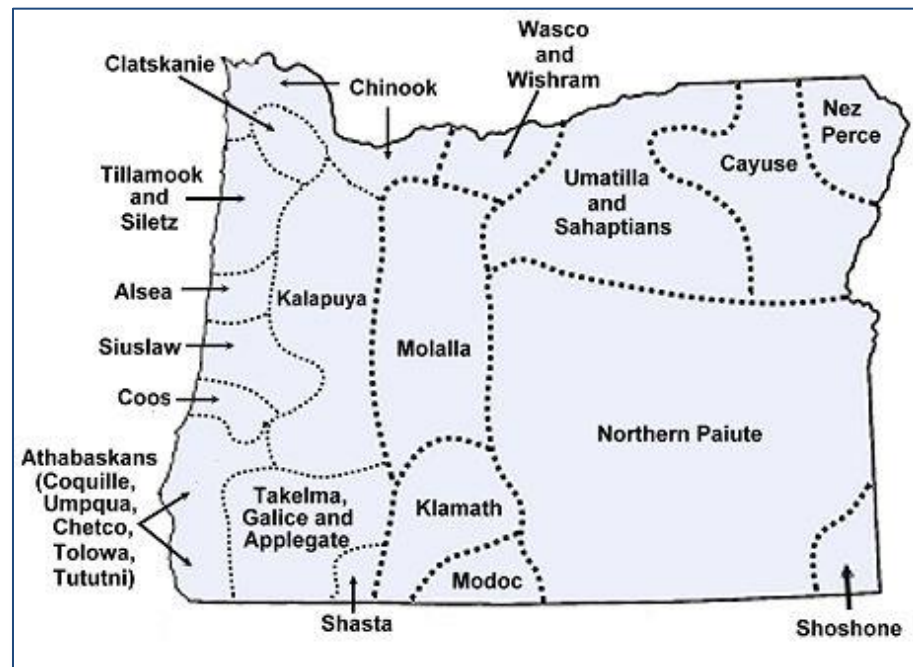 Wasco
and
Wishram
Clatskanie
Chinook
Nez
Perce
Cayuse
Tillamook
and
Siletz
Umatilla
and
Sahaptians
Alsea
Kalapuya
Siuslaw
Molalla
Coos
Northern Paiute
Athabaskans
(Coquille,
Umpqua,
Chetco,
Tolowa,
Tututni)
Takelma,
Galice and
Applegate
Klamath
Modoc
Shasta
Shoshone